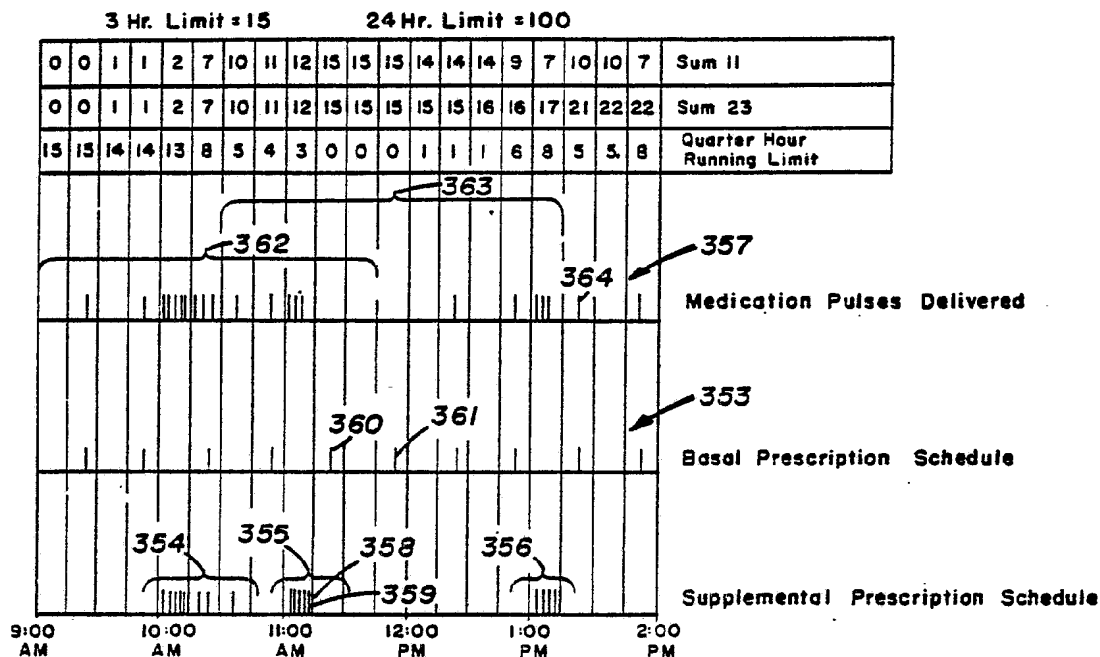 3 Hr. Limit = 15 24 Hr. Limit = 100
0 0 1 1 2 7 10 11 12 15 15 15 14 14 14 9 7 10 10 7 Sum 11
0 0 1 1 2 7 10 11 12 15 15 15 15 15 16 16 17 21 22 22 Sum 23
15 15 14 14 13 8 5 4 3 0 0 0 1 1 1 6 8 5 5. 8 Quarter Hour
Running Limit
363
362
357
364
Medication Pulses Delivered
353
360
361
Basal Prescription Schedule
354
355
358
356
359
Supplemental Prescription Schedule
9:00 10:00 11:00 12:00 1:00 2:00
AM AM AM PM PM PM